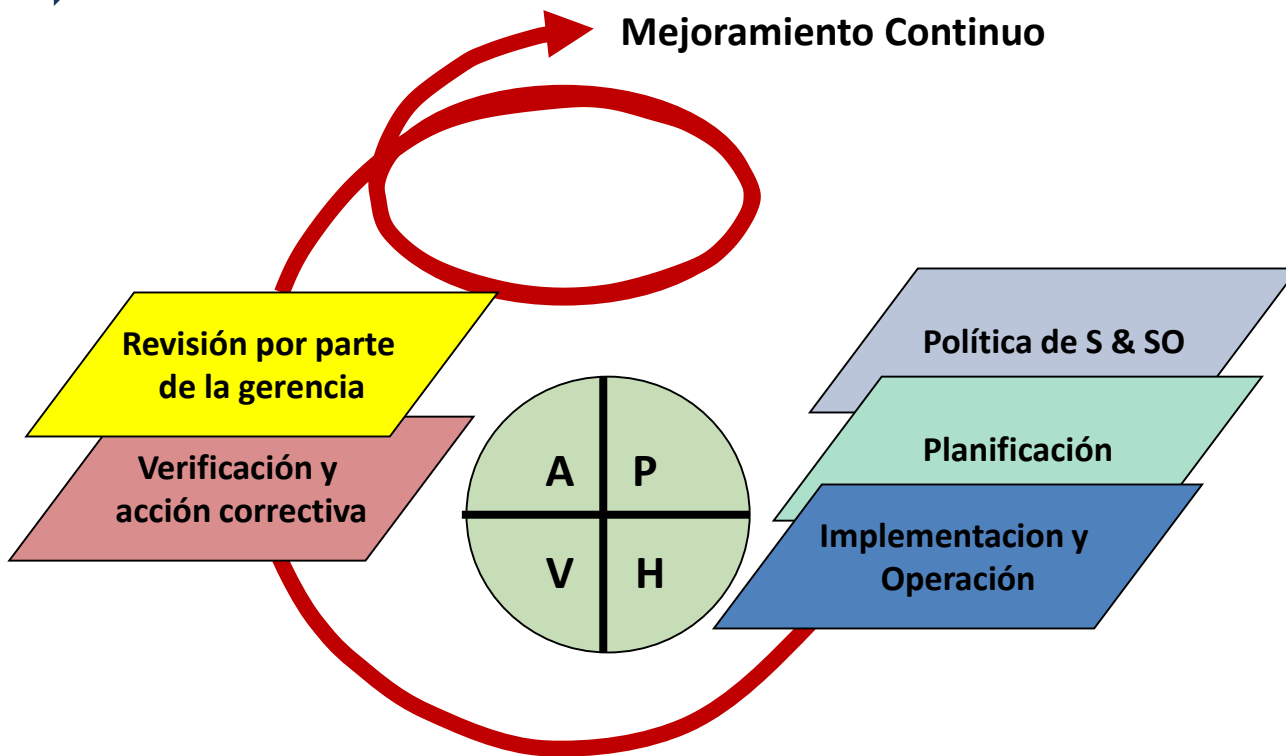 Mejoramiento Continuo
Revisión por parte
de la gerencia
Verificación y
acción correctiva
A P
V H
Política de S & SO
Planificación
Implementacion y
Operación